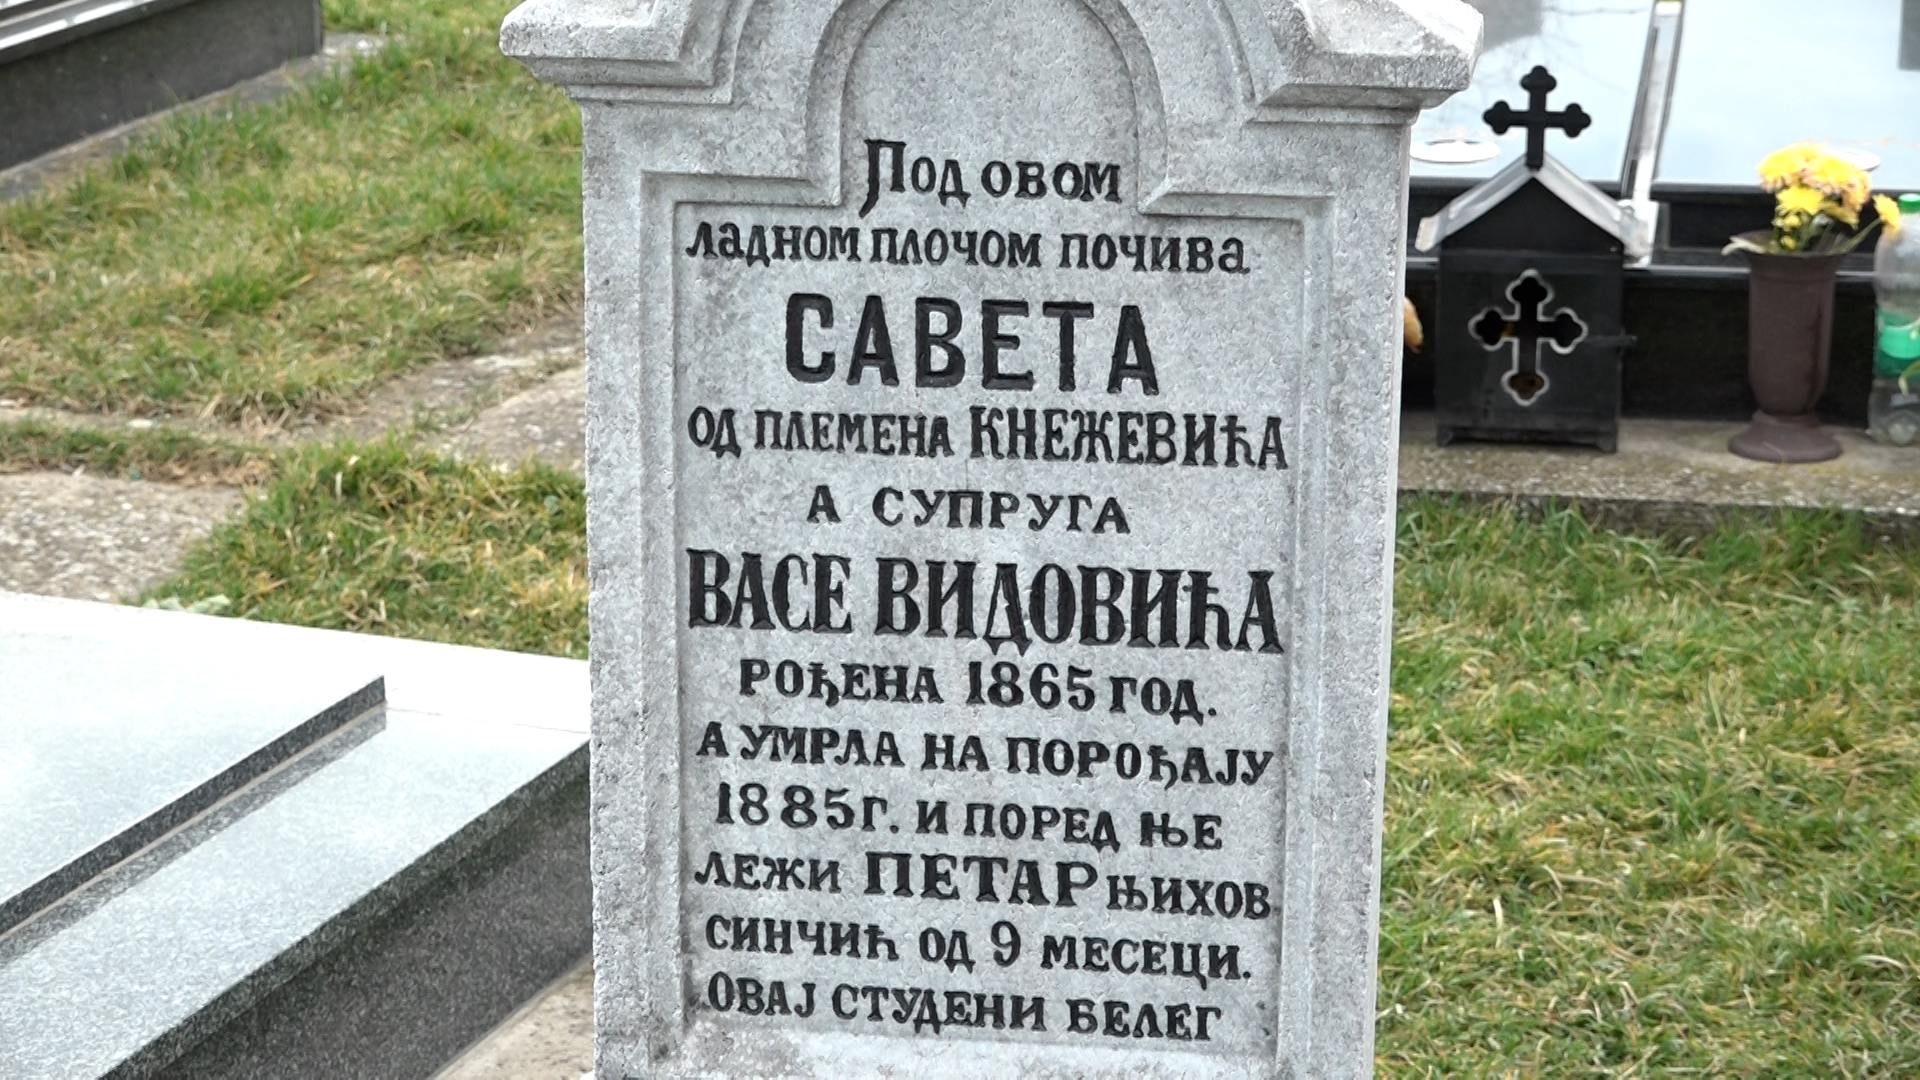 Под овом
ладном плочом почива
САВЕТА
ОД ПЛЕМЕНА КНЕЖЕВИЋА
А СУПРУГА
ВАСЕ ВИДОВИЋА
РОЂЕНА 1865 ГОД.
А УМРЛА НА ПОРОЂАЈУ
1885 Г. И ПОРЕД ЊЕ
ЛЕЖИ ПЕТАР ЊИХОВ
СИНЧИЋ ОД 9 МЕСЕЦИ.
ОВАЈ СТУДЕНИ БЕЛЕГ